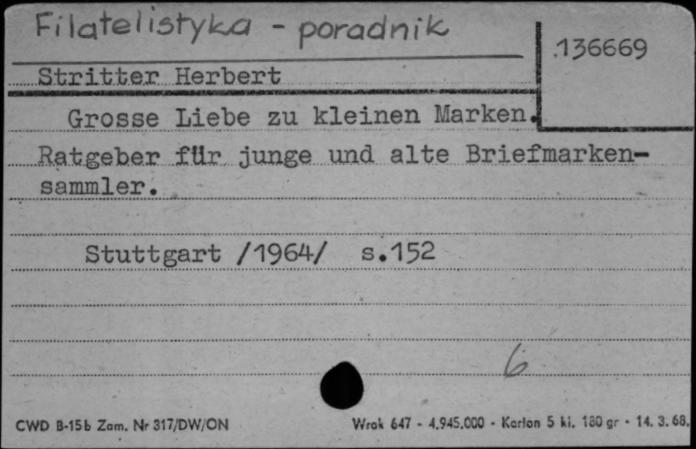 Filatelistyka - poradnik
136669
Stritter Herbert
Grosse Liebe zu kleinen Marken.
Ratgeber für junge und alte Briefmarken-
sammler.
Stuttgart /1964/ s.152
6
CWD B-15b Zam. Nr 317/DW/ON
Wrak 647 - 4.945.000 - Karton 5 kl. 180 gr - 14. 3. 68.